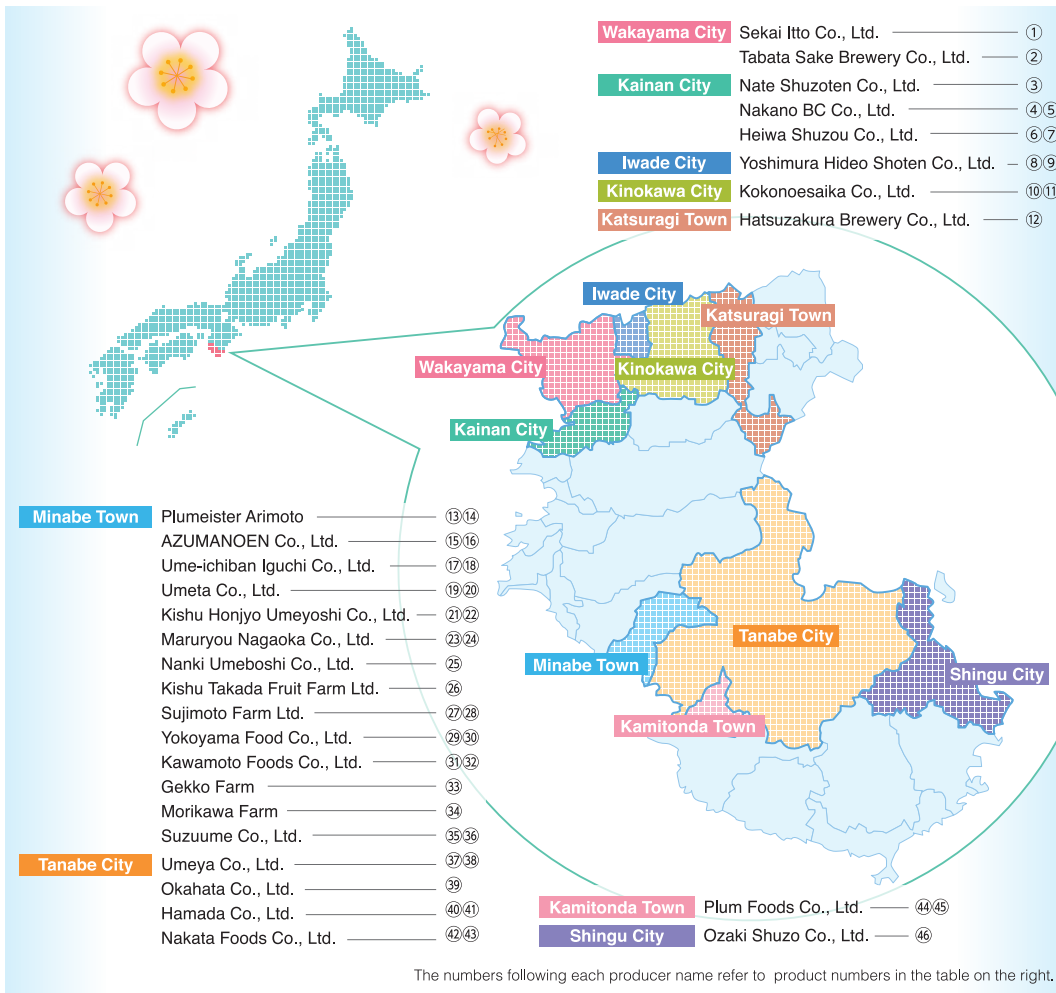 Wakayama City Sekai Itto Co., Ltd. ①
Tabata Sake Brewery Co., Ltd. ②
Kainan City Nate Shuzoten Co., Ltd. ③
Nakano BC Co., Ltd. ④⑤
Heiwa Shuzou Co., Ltd. ⑥⑦
Iwade City Yoshimura Hideo Shoten Co., Ltd. ⑧⑨
Kinokawa City Kokonoesaika Co., Ltd. ⑩⑪
Katsuragi Town Hatsuzakura Brewery Co., Ltd. ⑫
Iwade City
Katsuragi Town
Wakayama City
Kinokawa City
Kainan City
Tanabe City
Minabe Town
Shingu City
Kamitonda Town
Minabe Town Plumeister Arimoto ⑬⑭
AZUMANOEN Co., Ltd. ⑮⑯
Ume-ichiban Iguchi Co., Ltd. ⑰⑱
Umeta Co., Ltd. ⑲⑳
Kishu Honjyo Umeyoshi Co., Ltd. ㉑㉒
Maruryou Nagaoka Co., Ltd. ㉓㉔
Nanki Umeboshi Co., Ltd. ㉕
Kishu Takada Fruit Farm Ltd. ㉖
Sujimoto Farm Ltd. ㉗㉘
Yokoyama Food Co., Ltd. ㉙㉚
Kawamoto Foods Co., Ltd. ㉛㉜
Gekko Farm ㉝
Morikawa Farm ㉞
Suzuume Co., Ltd. ㉟㊱
Tanabe City Umeya Co., Ltd. ㊲㊳
Okahata Co., Ltd. ㊴
Hamada Co., Ltd. ㊵㊶
Nakata Foods Co., Ltd. ㊷㊸
Kamitonda Town Plum Foods Co., Ltd. ㊹㊺
Shingu City Ozaki Shuzo Co., Ltd. ㊻
The numbers following each producer name refer to product numbers in the table on the right.